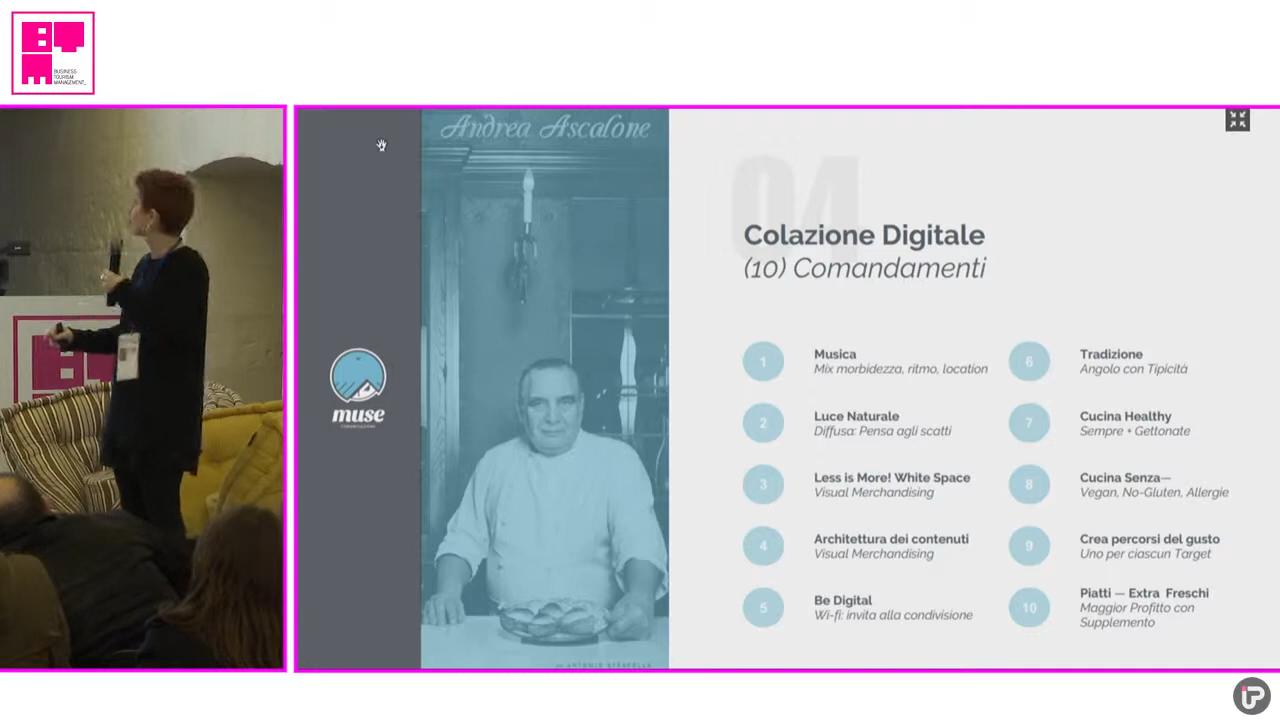 BUSINESS
TOURISM
MANAGEMENT_
Andrea Ascalone
muse
04
Colazione Digitale
(10) Comandamenti
1
Musica
Mix morbidezza, ritmo, location
2
Luce Naturale
Diffusa: Pensa agli scatti
3
Less is More! White Space
Visual Merchandising
4
Architettura dei contenuti
Visual Merchandising
5
Be Digital
Wi-fi: invita alla condivisione
6
Tradizione
Angolo con Tipicità
7
Cucina Healthy
Sempre + Gettonate
8
Cucina Senza—
Vegan, No-Gluten, Allergie
9
Crea percorsi del gusto
Uno per ciascun Target
10
Piatti — Extra Freschi
Maggior Profitto con
Supplemento